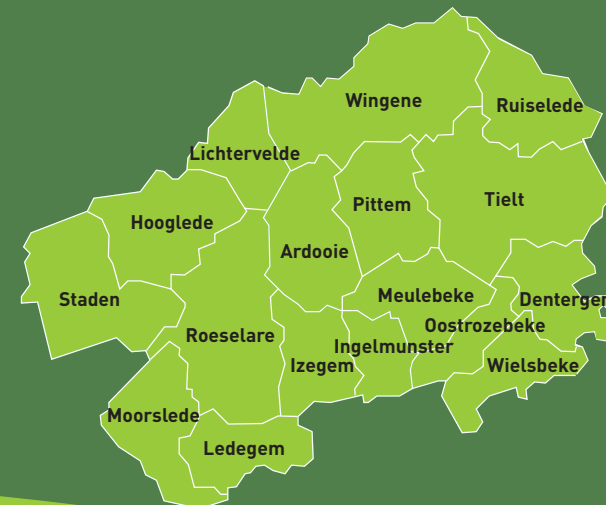 Wingene
Ruiselede
Lichtervelde
Pittem
Tielt
Hooglede
Ardooie
Staden
Meulebeke
Dentergem
Oostrozebeke
Roeselare
Ingelmunster
Izegem
Wielsbeke
Moorslede
Ledegem